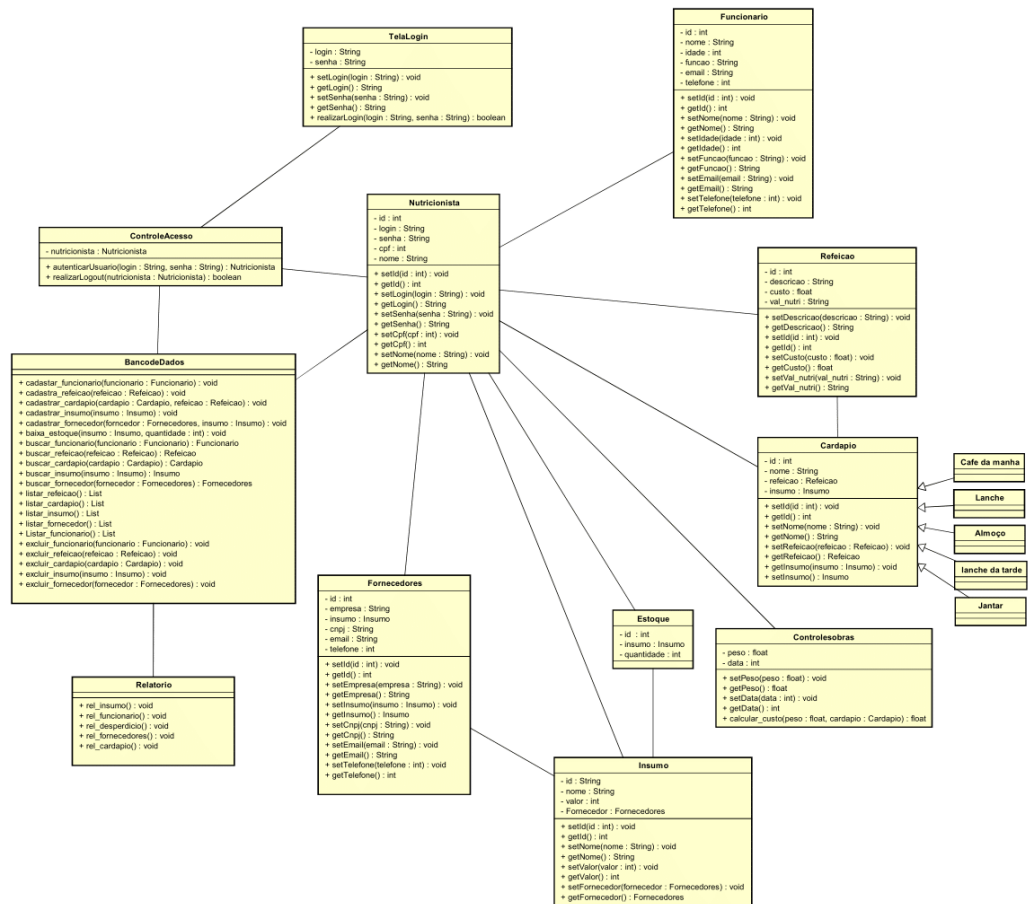 Funcionario
- id : int
- nome : String
- idade : int
- funcao : String
- email : String
- telefone : int
+ setId(id : int) : void
+ getId() : int
+ setNome(nome : String) : void
+ getNome() : String
+ setIdade(idade : int) : void
+ getIdade() : int
+ setFuncao(funcao : String) : void
+ getFuncao() : String
+ setEmail(email : String) : void
+ getEmail() : String
+ setTelefone(telefone : int) : void
+ getTelefone() : int
TelaLogin
- login : String
- senha : String
+ setLogin(login : String) : void
+ getLogin() : String
+ setSenha(senha : String) : void
+ getSenha() : String
+ realizarLogin(login : String, senha : String) : boolean
Nutricionista
- id : int
- login : String
- senha : String
- cpf : int
- nome : String
+ setId(id : int) : void
+ getId() : int
+ setLogin(login : String) : void
+ getLogin() : String
+ setSenha(senha : String) : void
+ getSenha() : String
+ setCpf(cpf : int) : void
+ getCpf() : int
+ setNome(nome : String) : void
+ getNome() : String
ControleAcesso
- nutricionista : Nutricionista
+ autenticarUsuario(login : String, senha : String) : Nutricionista
+ realizarLogout(nutricionista : Nutricionista) : boolean
Refeicao
- id : int
- descricao : String
- custo : float
- val_nutri : String
+ setDescricao(descricao : String) : void
+ getDescricao() : String
+ setId(id : int) : void
+ getId() : int
+ setCusto(custo : float) : void
+ getCusto() : float
+ setVal_nutri(val_nutri : String) : void
+ getVal_nutri() : String
BancodeDados
+ cadastar_funcionario(funcionario : Funcionario) : void
+ cadastra_refeicao(refeicao : Refeicao) : void
+ cadastrar_cardapio(cardapio : Cardapio, refeicao : Refeicao) : void
+ cadastrar_insumo(insumo : Insumo) : void
+ cadastrar_fornecedor(forncedor : Fornecedores, insumo : Insumo) : void
+ baixa_estoque(insumo : Insumo, quantidade : int) : void
+ buscar_funcionario(funcionario : Funcionario) : Funcionario
+ buscar_refeicao(refeicao : Refeicao) : Refeicao
+ buscar_cardapio(cardapio : Cardapio) : Cardapio
+ buscar_insumo(insumo : Insumo) : Insumo
+ buscar_fornecedor(fornecedor : Fornecedores) : Fornecedores
+ listar_refeicao() : List
+ listar_cardapio() : List
+ listar_insumo() : List
+ listar_fornecedor() : List
+ Listar_funcionario() : List
+ excluir_funcionario(funcionario : Funcionario) : void
+ excluir_refeicao(refeicao : Refeicao) : void
+ excluir_cardapio(cardapio : Cardapio) : void
+ excluir_insumo(insumo : Insumo) : void
+ excluir_fornecedor(fornecedor : Fornecedores) : void
Cardapio
- id : int
- nome : String
- refeicao : Refeicao
- insumo : Insumo
+ setId(id : int) : void
+ getId() : int
+ setNome(nome : String) : void
+ getNome() : String
+ setRefeicao(refeicao : Refeicao) : void
+ getRefeicao() : Refeicao
+ getInsumo(insumo : Insumo) : void
+ setInsumo() : Insumo
Cafe da manha
Lanche
Almoço
lanche da tarde
Jantar
Fornecedores
- id : int
- empresa : String
- insumo : Insumo
- cnpj : String
- email : String
- telefone : int
+ setId(id : int) : void
+ getId() : int
+ setEmpresa(empresa : String) : void
+ getEmpresa() : String
+ setInsumo(insumo : Insumo) : void
+ getInsumo() : Insumo
+ setCnpj(cnpj : String) : void
+ getCnpj() : String
+ setEmail(email : String) : void
+ getEmail() : String
+ setTelefone(telefone : int) : void
+ getTelefone() : int
Estoque
- id : int
- insumo : Insumo
- quantidade : int
Controlesobras
- peso : float
- data : int
+ setPeso(peso : float) : void
+ getPeso() : float
+ setData(data : int) : void
+ getData() : int
+ calcular_custo(peso : float, cardapio : Cardapio) : float
Relatorio
+ rel_insumo() : void
+ rel_funcionario() : void
+ rel_desperdicio() : void
+ rel_fornecedores() : void
+ rel_cardapio() : void
Insumo
- id : String
- nome : String
- valor : int
- Fornecedor : Fornecedores
+ setId(id : int) : void
+ getId() : int
+ setNome(nome : String) : void
+ getNome() : String
+ setValor(valor : int) : void
+ getValor() : int
+ setFornecedor(fornecedor : Fornecedores) : void
+ getFornecedor() : Fornecedores